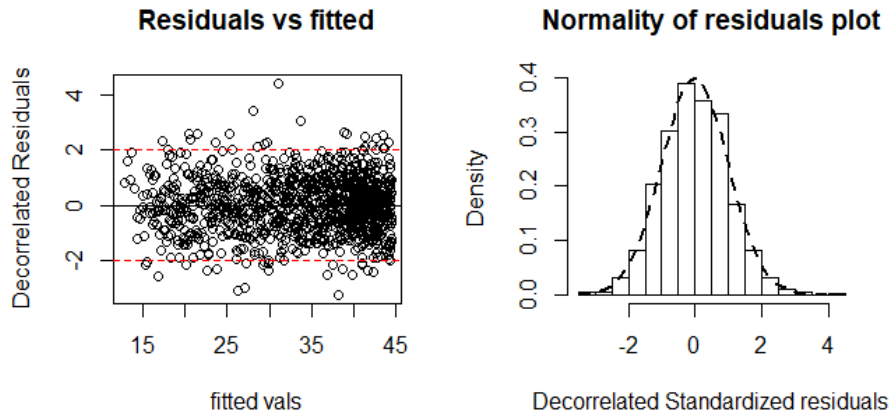 Residuals vs fitted
Decorrelated Residuals
4
2
0
-2
15
25
35
45
fitted vals
Normality of residuals plot
Density
0.4
0.3
0.2
0.1
0.0
-2
0
2
4
Decorrelated Standardized residuals